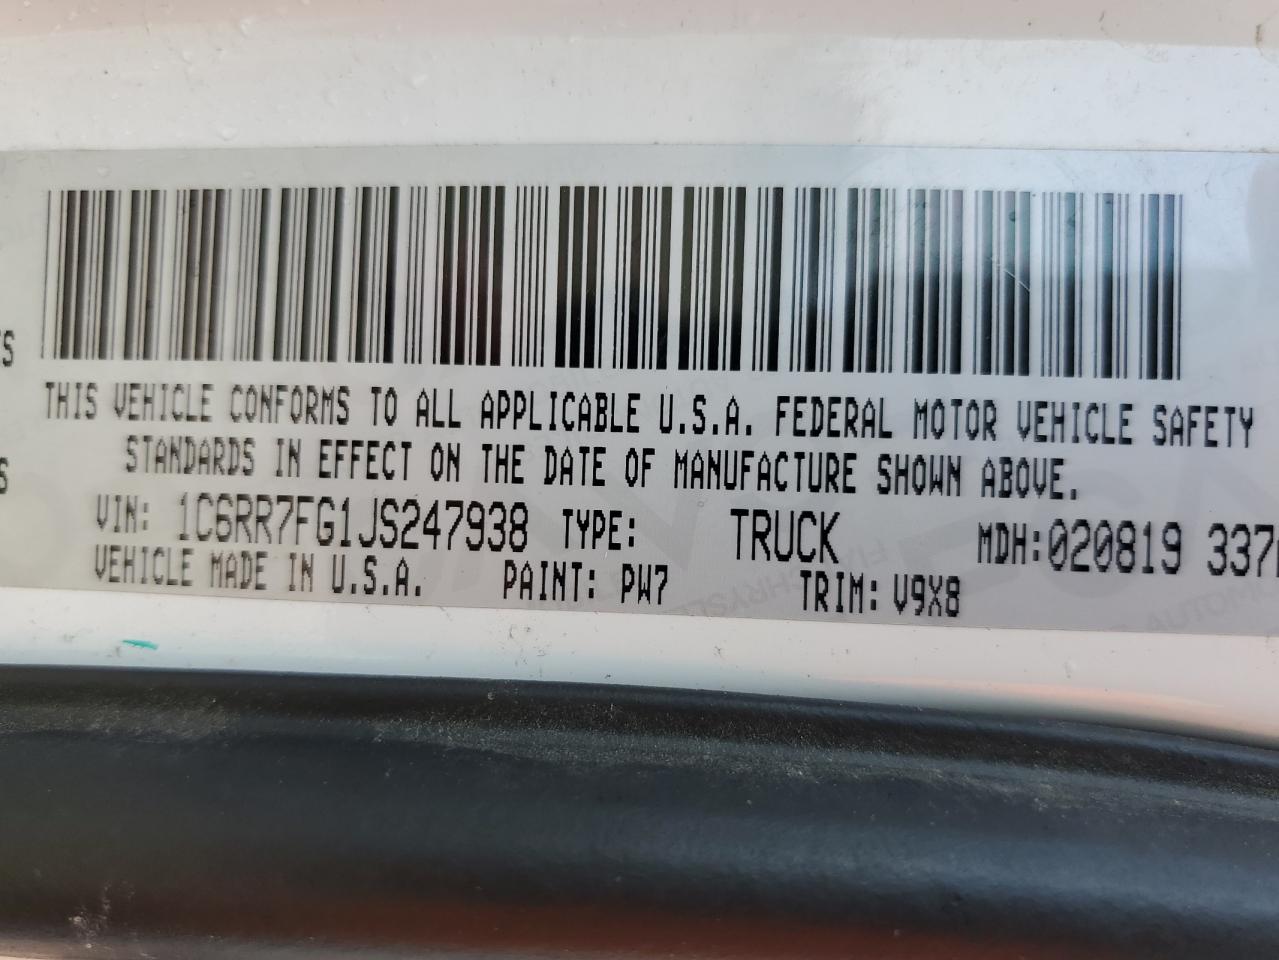 THIS VEHICLE CONFORMS TO ALL APPLICABLE U.S.A. FEDERAL MOTOR VEHICLE SAFETY
STANDARDS IN EFFECT ON THE DATE OF MANUFACTURE SHOWN ABOVE.
VIN: 1C6RR7FG1JS247938 TYPE: TRUCK MDH:020819 337
VEHICLE MADE IN U.S.A. PAINT: PW7 TRIM: V9X8